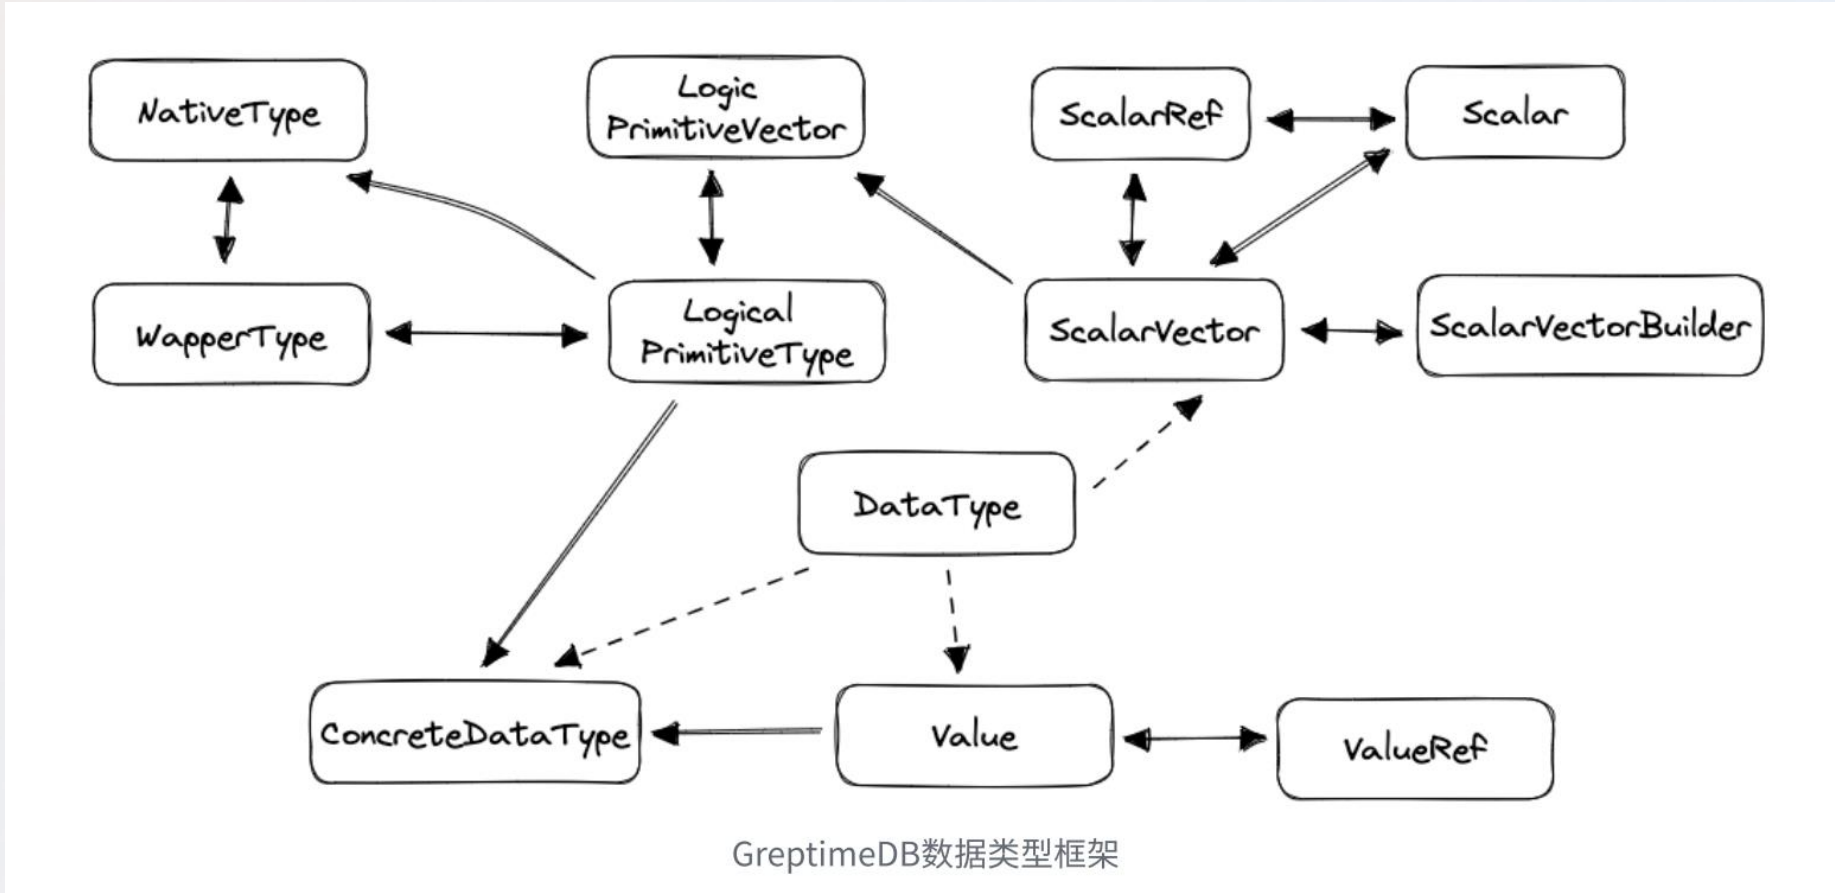 NativeType
Logic
PrimitiveVector
ScalarRef
Scalar
WapperType
Logical
PrimitiveType
ScalarVector
ScalarVectorBuilder
DataType
ConcreteDataType
Value
ValueRef
GreptimeDB数据类型框架